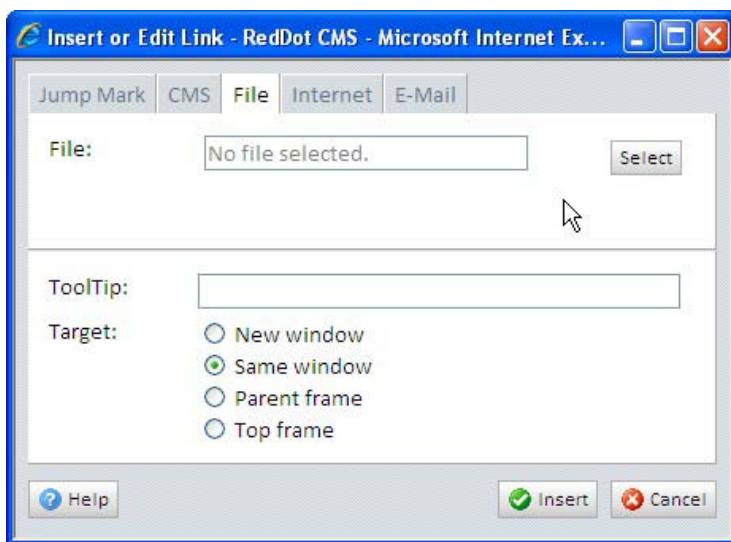 Insert or Edit Link - RedDot CMS - Microsoft Internet Ex...
Jump Mark CMS File Internet E-Mail
File: No file selected. Select
ToolTip:
Target: New window
Same window
Parent frame
Top frame
Help Insert Cancel